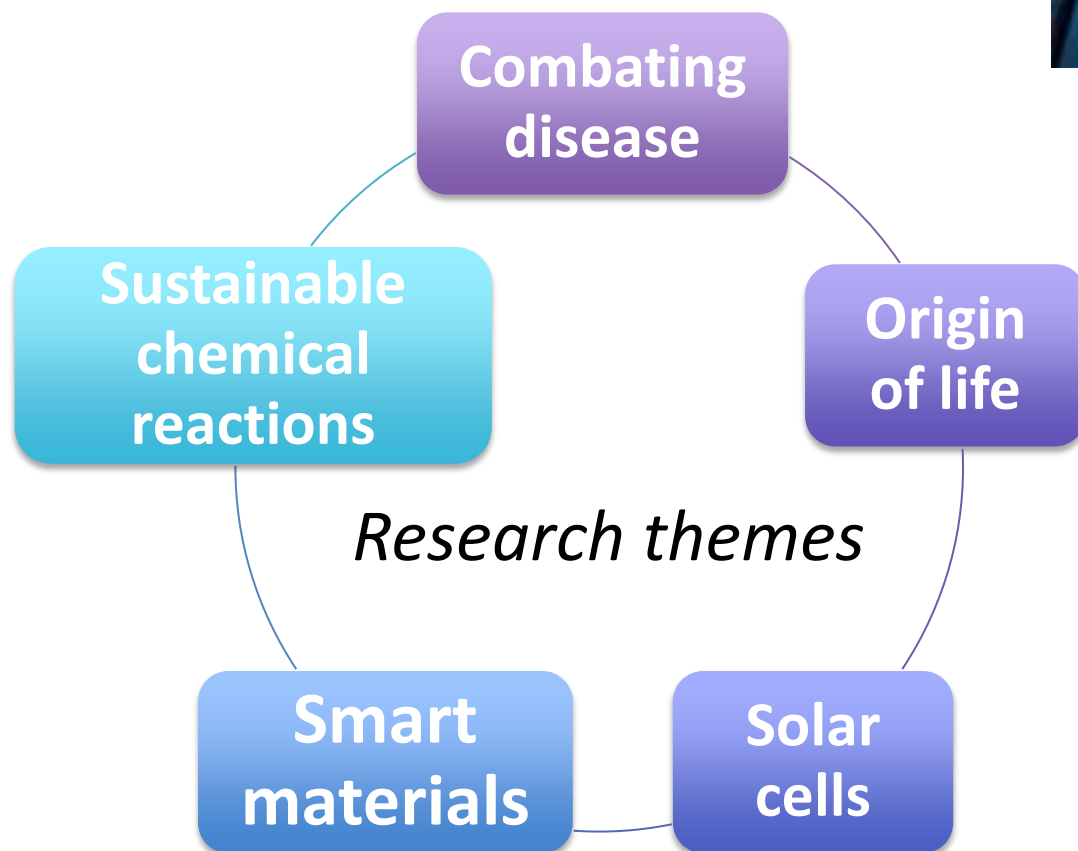 Combating
disease
Sustainable
chemical
reactions
Origin
of life
Research themes
Smart
materials
Solar
cells